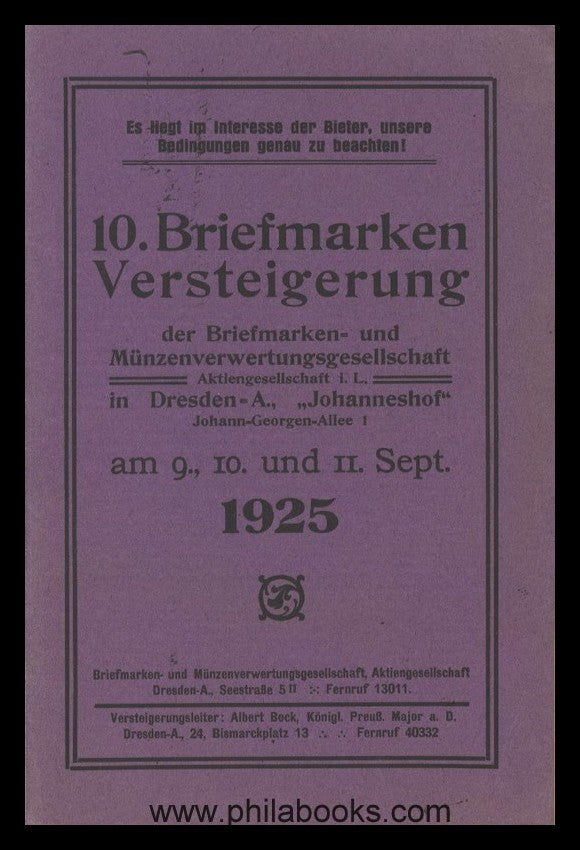 Es liegt im Interesse der Bieter, unsere
Bedingungen genau zu beachten!
10. Briefmarken
Versteigerung
der Briefmarken- und
Münzenverwertungsgesellschaft
Aktiengesellschaft i. L.
in Dresden-A., „Johanneshof“
Johann-Georgen-Allee 1
am 9., 10. und 11. Sept.
1925
Briefmarken- und Münzenverwertungsgesellschaft, Aktiengesellschaft
Dresden-A., Seestraße 5 II :-: Fernruf 13011.
Versteigerungsleiter: Albert Bock, Königl. Preuß. Major a. D.
Dresden-A., 24, Bismarckplatz 13 ∴ ∴ Fernruf 40332
www.philabooks.com